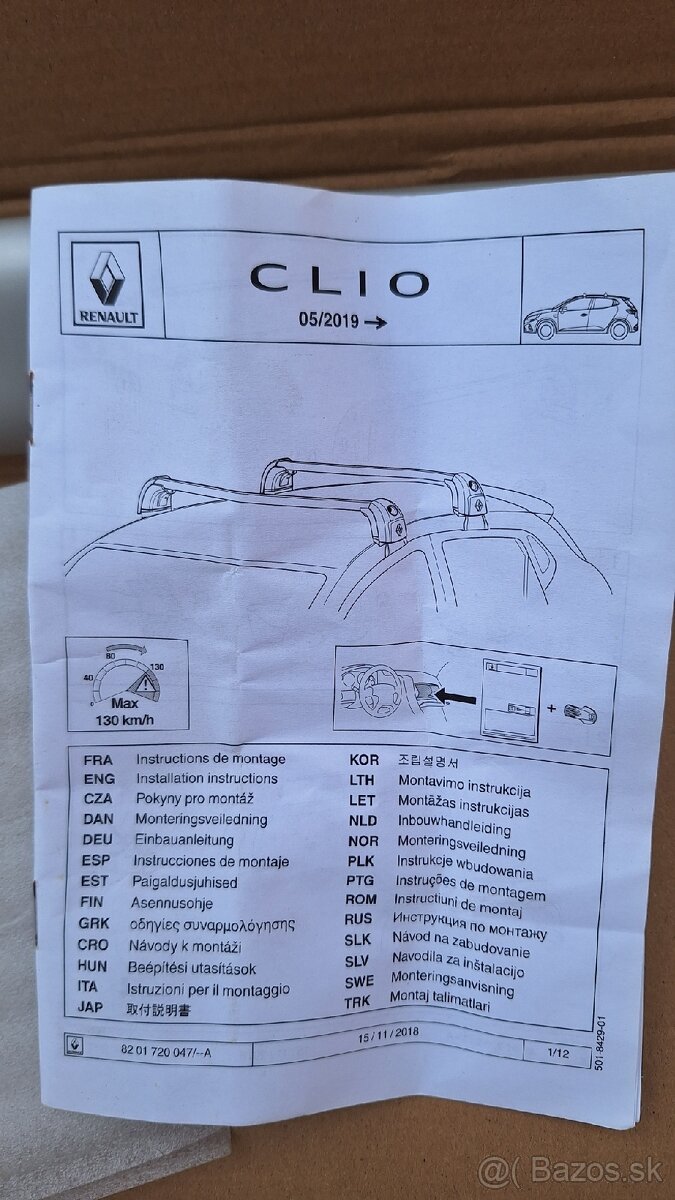 CLIO
05/2019 →
RENAULT
40
80
130
Max
130 km/h
FRA Instructions de montage
ENG Installation instructions
CZA Pokyny pro montáž
DAN Monteringsveiledning
DEU Einbauanleitung
ESP Instrucciones de montaje
EST Paigaldusjuhised
FIN Asennusohje
GRK οδηγίες συναρμολόγησης
CRO Návody k montáži
HUN Beépítési utasítások
ITA Istruzioni per il montaggio
JAP 取付説明書
KOR 조립설명서
LTH Montavimo instrukcija
LET Montāžas instrukcijas
NLD Inbouwhandleiding
NOR Monteringsveiledning
PLK Instrukcje wbudowania
PTG Instruções de montagem
ROM Instructiuni de montaj
RUS Инструкция по монтажу
SLK Návod na zabudovanie
SLV Navodila za inštalacijo
SWE Monteringsanvisning
TRK Montaj talimatlari
82 01 720 047/--A
15/11/2018
1/12
501-8429-01
@( Bazos.sk